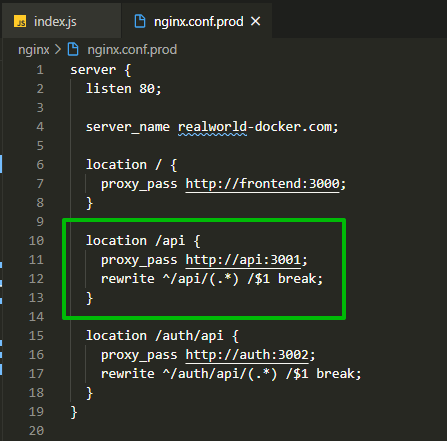 JS index.js nginx.conf.prod ×
nginx > nginx.conf.prod
1 server {
2   listen 80;
3
4   server_name realworld-docker.com;
5
6   location / {
7     proxy_pass http://frontend:3000;
8   }
9
10   location /api {
11     proxy_pass http://api:3001;
12     rewrite ^/api/(.*) /$1 break;
13   }
14
15   location /auth/api {
16     proxy_pass http://auth:3002;
17     rewrite ^/auth/api/(.*) /$1 break;
18   }
19 }
20